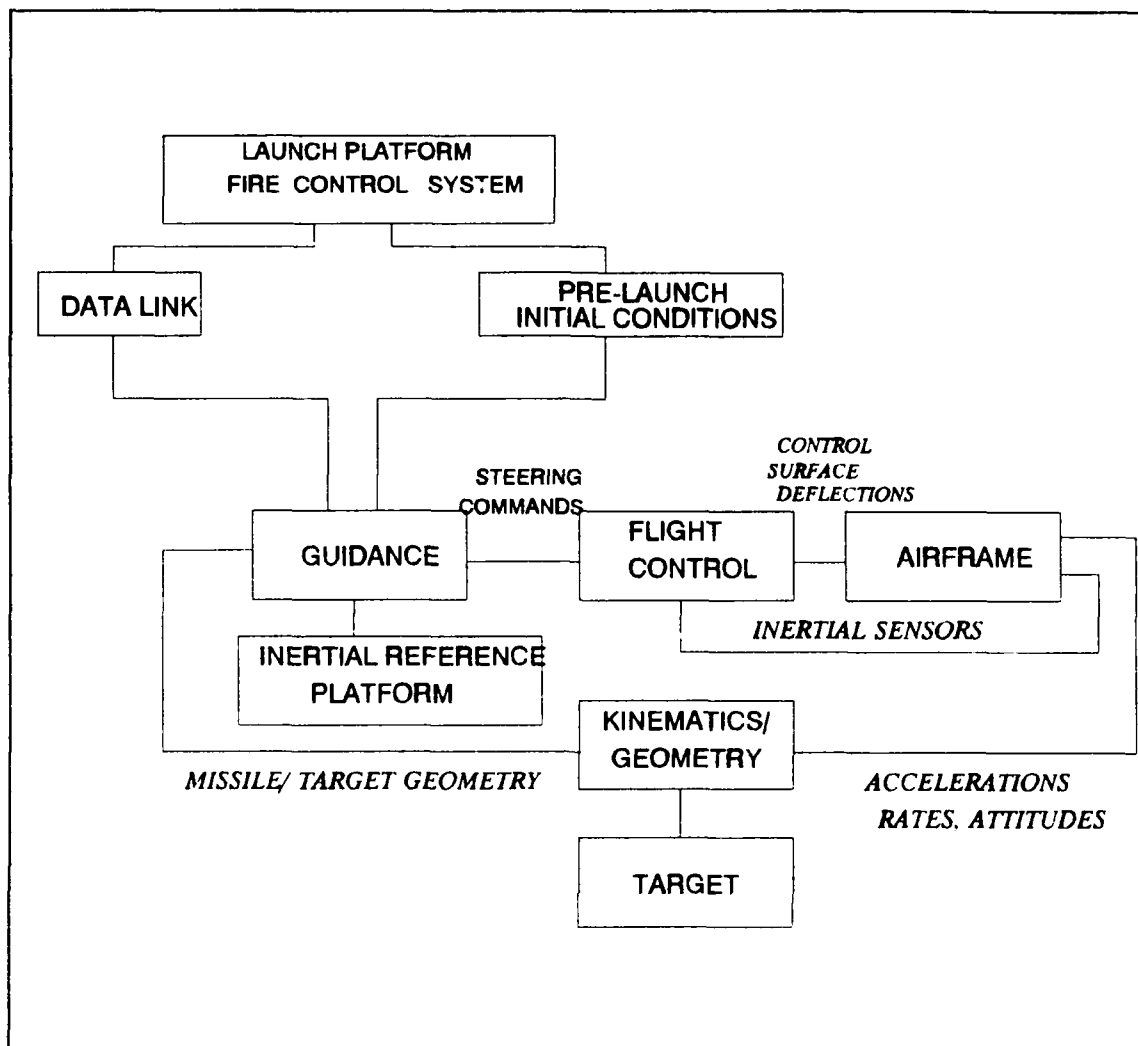 LAUNCH PLATFORM
FIRE CONTROL SYSTEM
DATA LINK
PRE-LAUNCH
INITIAL CONDITIONS
STEERING
COMMANDS
CONTROL
SURFACE
DEFLECTIONS
GUIDANCE
FLIGHT
CONTROL
AIRFRAME
INERTIAL SENSORS
INERTIAL REFERENCE
PLATFORM
KINEMATICS/
GEOMETRY
MISSILE/ TARGET GEOMETRY
ACCELERATIONS
RATES, ATTITUDES
TARGET